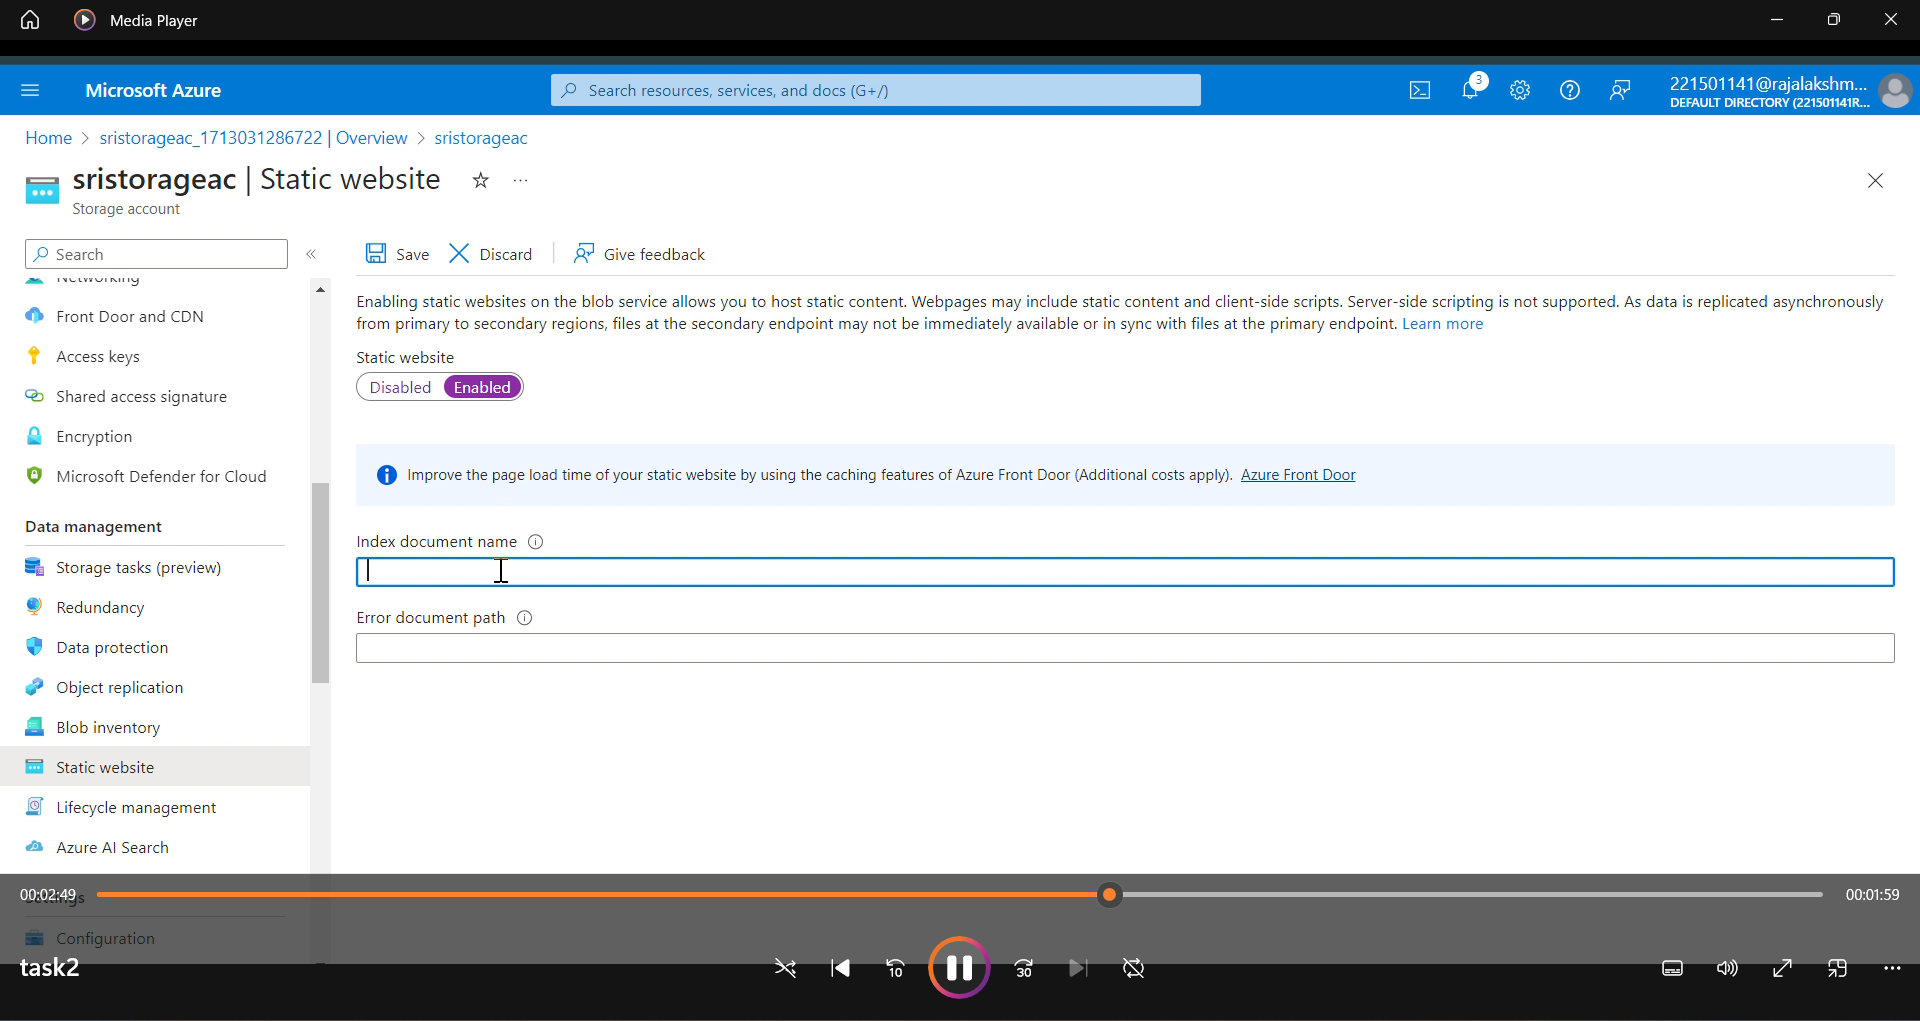 Media Player
Microsoft Azure
Search resources, services, and docs (G+/)
3
221501141@rajalakshm...
DEFAULT DIRECTORY (221501141R...
Home > sristorageac_1713031286722 | Overview > sristorageac
sristorageac | Static website
...
Storage account
Search
«
Save
Discard
Give feedback
Networking
Front Door and CDN
Access keys
Shared access signature
Encryption
Microsoft Defender for Cloud
Data management
Storage tasks (preview)
Redundancy
Data protection
Object replication
Blob inventory
Static website
Lifecycle management
Azure AI Search
Settings
Configuration
Enabling static websites on the blob service allows you to host static content. Webpages may include static content and client-side scripts. Server-side scripting is not supported. As data is replicated asynchronously
from primary to secondary regions, files at the secondary endpoint may not be immediately available or in sync with files at the primary endpoint. Learn more
Static website
Disabled Enabled
Improve the page load time of your static website by using the caching features of Azure Front Door (Additional costs apply). Azure Front Door
Index document name
Error document path
00:02:49
00:01:59
task2
10
30